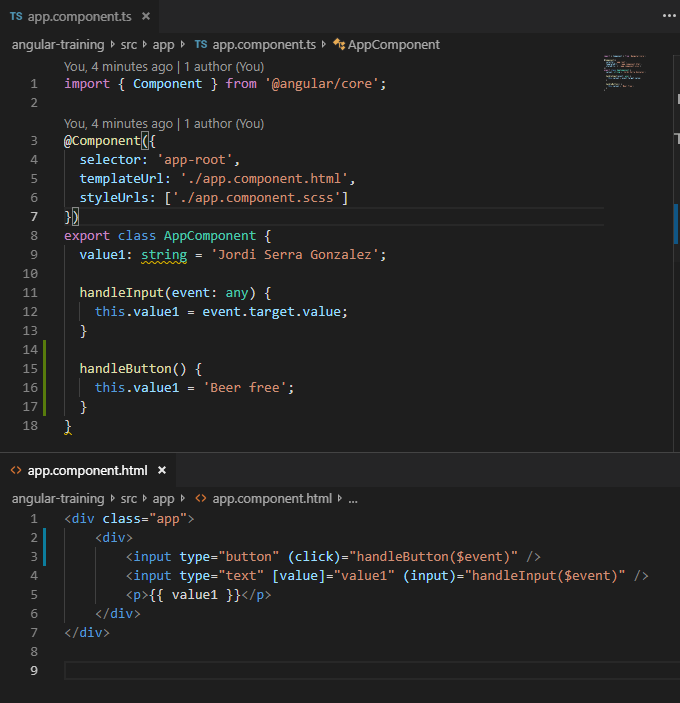 TS app.component.ts ×
angular-training › src › app › TS app.component.ts › AppComponent
You, 4 minutes ago | 1 author (You)
1 import { Component } from '@angular/core';
2
You, 4 minutes ago | 1 author (You)
3 @Component({
4   selector: 'app-root',
5   templateUrl: './app.component.html',
6   styleUrls: ['./app.component.scss']
7 })
8 export class AppComponent {
9   value1: string = 'Jordi Serra Gonzalez';
10
11   handleInput(event: any) {
12     this.value1 = event.target.value;
13   }
14
15   handleButton() {
16     this.value1 = 'Beer free';
17   }
18 }
<> app.component.html ×
angular-training › src › app › <> app.component.html › ...
1 <div class="app">
2     <div>
3         <input type="button" (click)="handleButton($event)" />
4         <input type="text" [value]="value1" (input)="handleInput($event)" />
5         <p>{{ value1 }}</p>
6     </div>
7 </div>
8
9